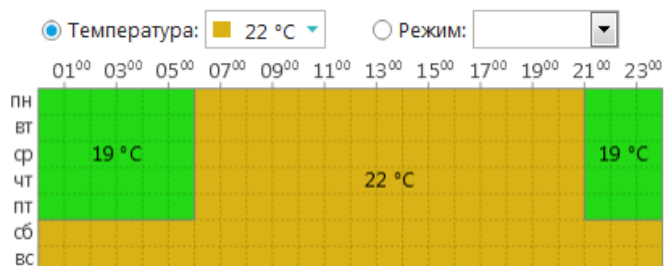 Температура: 22 °C Режим:
01⁰⁰ 03⁰⁰ 05⁰⁰ 07⁰⁰ 09⁰⁰ 11⁰⁰ 13⁰⁰ 15⁰⁰ 17⁰⁰ 19⁰⁰ 21⁰⁰ 23⁰⁰
пн
вт
ср 19 °C 19 °C
чт 22 °C
пт
сб
вс